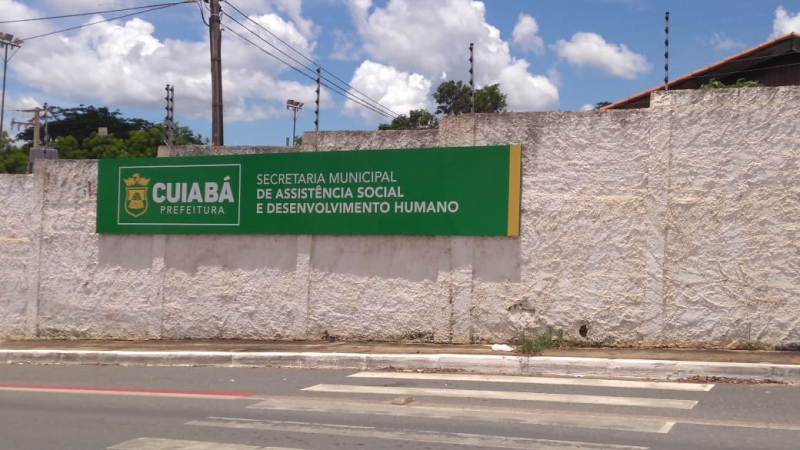 CUIABÁ
PREFEITURA
SECRETARIA MUNICIPAL
DE ASSISTÊNCIA SOCIAL
E DESENVOLVIMENTO HUMANO